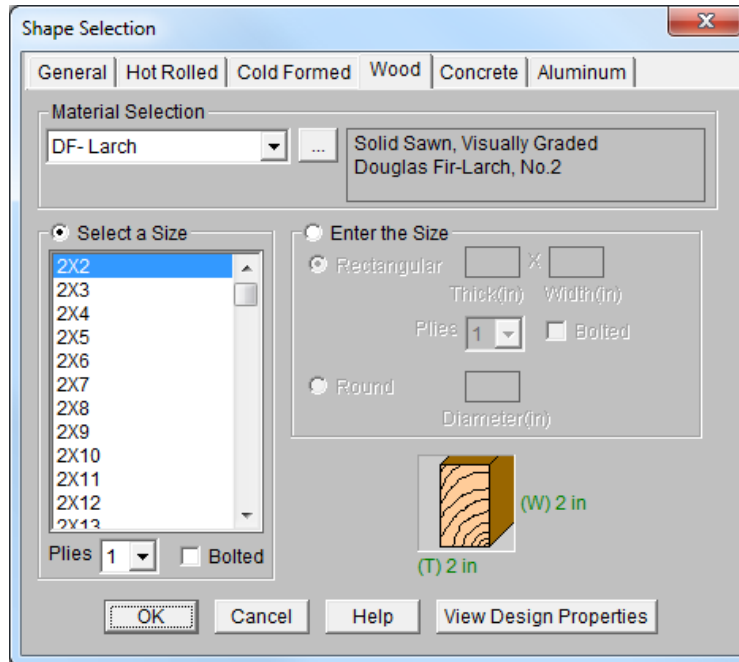 Shape Selection
General Hot Rolled Cold Formed Wood Concrete Aluminum
Material Selection
DF- Larch
...
Solid Sawn, Visually Graded
Douglas Fir-Larch, No.2
Select a Size
2X2
2X3
2X4
2X5
2X6
2X7
2X8
2X9
2X10
2X11
2X12
2X13
Plies 1 Bolted
Enter the Size
Rectangular X
Thick(in) Width(in)
Plies 1 Bolted
Round
Diameter(in)
(W) 2 in
(T) 2 in
OK Cancel Help View Design Properties